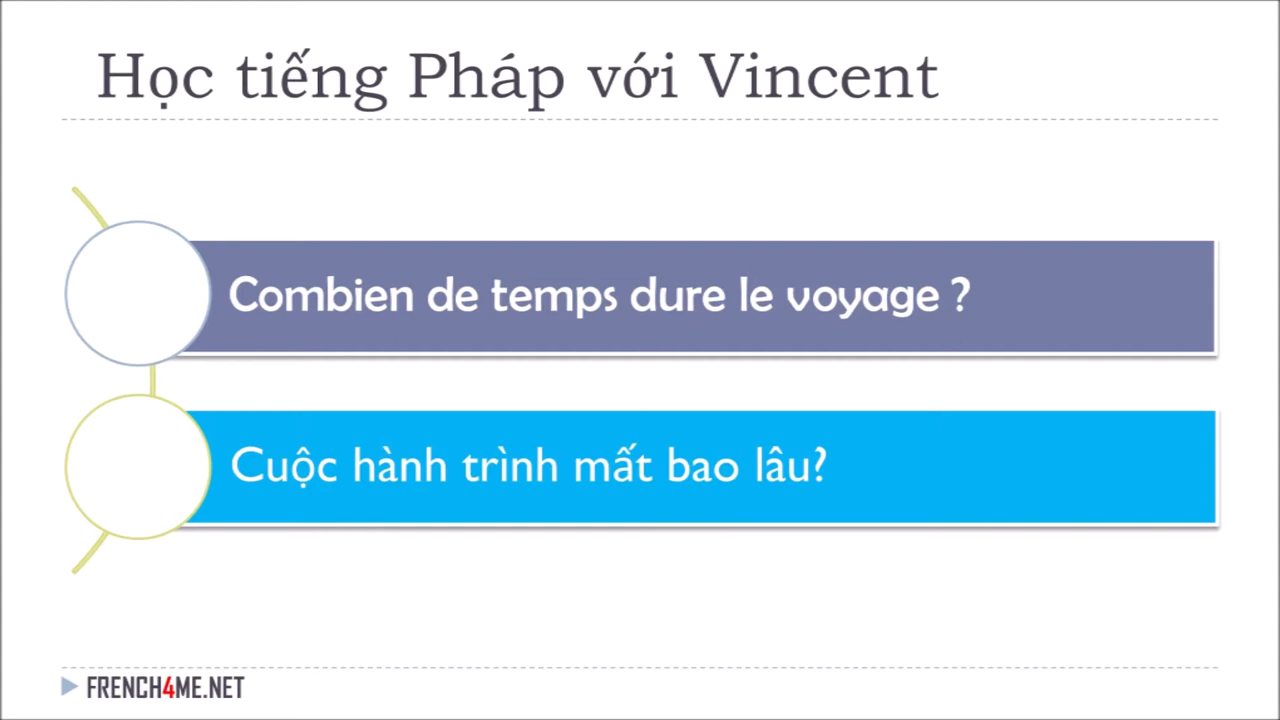 Học tiếng Pháp với Vincent
Combien de temps dure le voyage ?
Cuộc hành trình mất bao lâu?
FRENCH4ME.NET